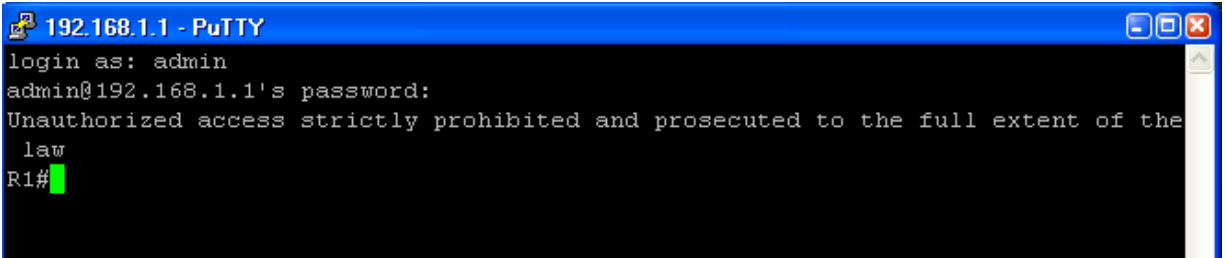 192.168.1.1 - PuTTY
login as: admin
admin@192.168.1.1's password:
Unauthorized access strictly prohibited and prosecuted to the full extent of the
 law
R1#